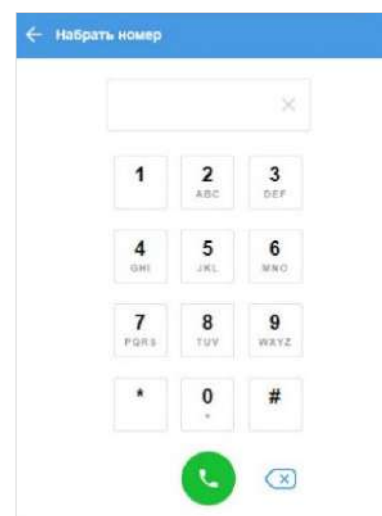 Набрать номер
1 2 3
ABC DEF
4 5 6
GHI JKL MNO
7 8 9
PQRS TUV WXYZ
* 0 #
+